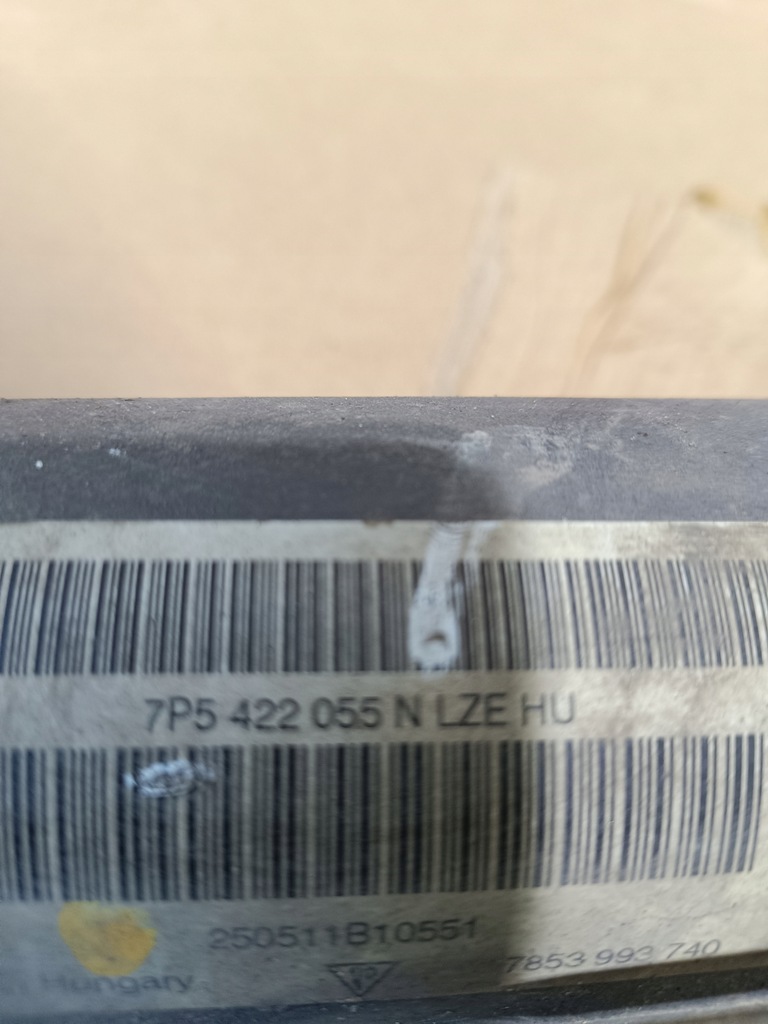 7P5 422 055 N LZE HU
250511B10551
7853 993 740
Hungary